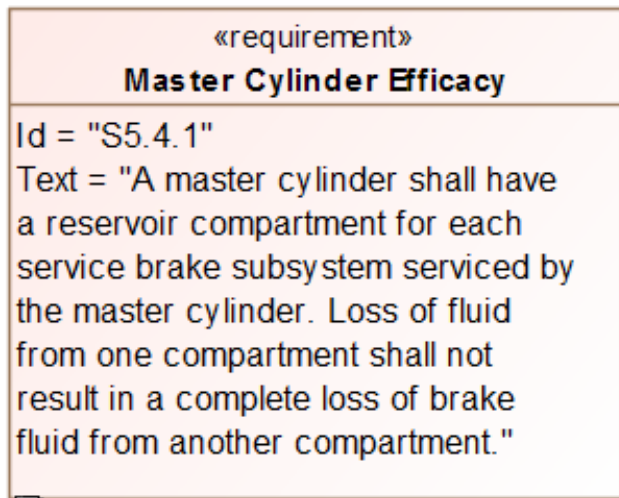 «requirement»
Master Cylinder Efficacy
Id = "S5.4.1"
Text = "A master cylinder shall have
a reservoir compartment for each
service brake subsystem serviced by
the master cylinder. Loss of fluid
from one compartment shall not
result in a complete loss of brake
fluid from another compartment."